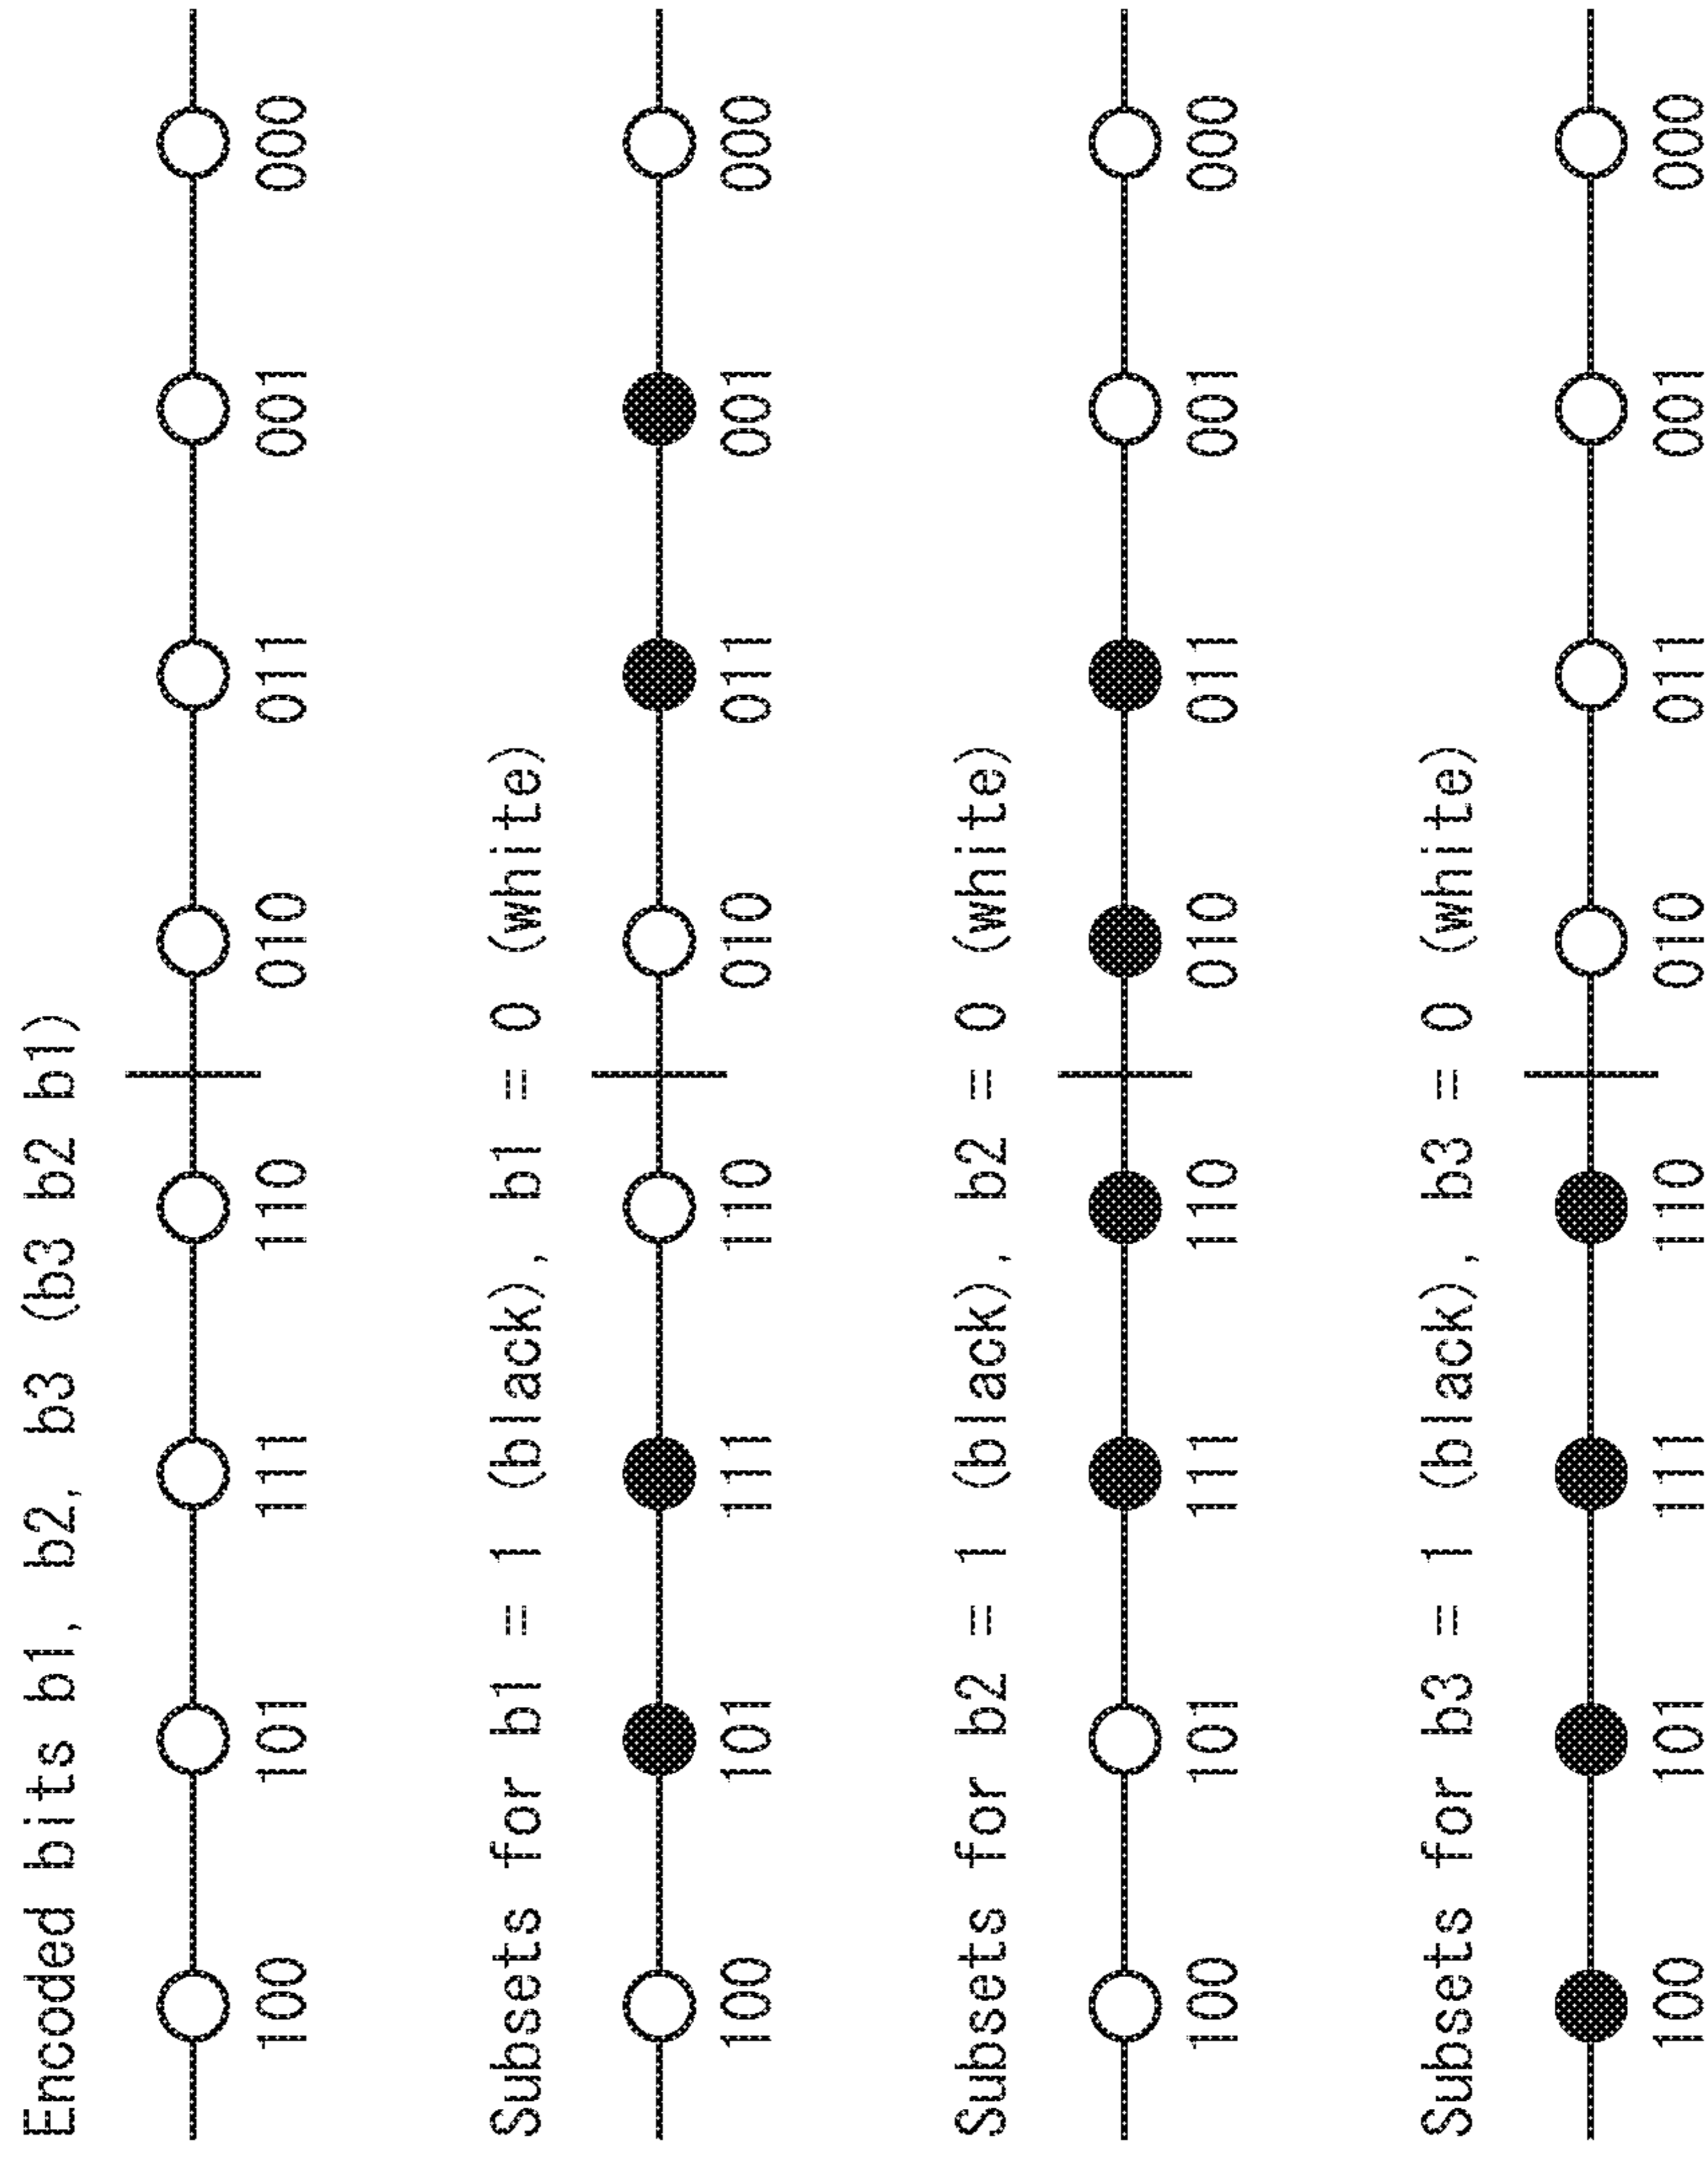 Encoded bits b1, b2, b3 (b3 b2 b1)
100 101 111 110 010 011 001 000
Subsets for b1 = 1 (black), b1 = 0 (white)
100 101 111 110 010 011 001 000
Subsets for b2 = 1 (black), b2 = 0 (white)
100 101 111 110 010 011 001 000
Subsets for b3 = 1 (black), b3 = 0 (white)
100 101 111 110 010 011 001 000